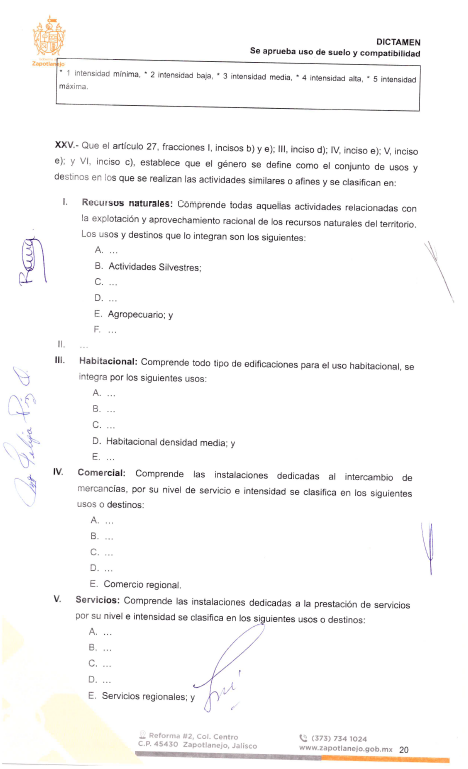 Zapotlanejo
DICTAMEN
Se aprueba uso de suelo y compatibilidad
* 1 intensidad mínima, * 2 intensidad baja, * 3 intensidad media, * 4 intensidad alta, * 5 intensidad
máxima.
XXV.- Que el artículo 27, fracciones I, incisos b) y e); III, inciso d); IV, inciso e); V, inciso
e); y VI, inciso c), establece que el género se define como el conjunto de usos y
destinos en los que se realizan las actividades similares o afines y se clasifican en:
I. Recursos naturales: Comprende todas aquellas actividades relacionadas con
la explotación y aprovechamiento racional de los recursos naturales del territorio.
Los usos y destinos que lo integran son los siguientes:
A. ...
B. Actividades Silvestres;
C. ...
D. ...
E. Agropecuario; y
F. ...
II. ...
III. Habitacional: Comprende todo tipo de edificaciones para el uso habitacional, se
integra por los siguientes usos:
A. ...
B. ...
C. ...
D. Habitacional densidad media; y
E. ...
IV. Comercial: Comprende las instalaciones dedicadas al intercambio de
mercancías, por su nivel de servicio e intensidad se clasifica en los siguientes
usos o destinos:
A. ...
B. ...
C. ...
D. ...
E. Comercio regional.
V. Servicios: Comprende las instalaciones dedicadas a la prestación de servicios
por su nivel e intensidad se clasifica en los siguientes usos o destinos:
A. ...
B. ...
C. ...
D. ...
E. Servicios regionales; y
Reforma #2, Col. Centro
C.P. 45430 Zapotlanejo, Jalisco
(373) 734 1024
www.zapotlanejo.gob.mx 20